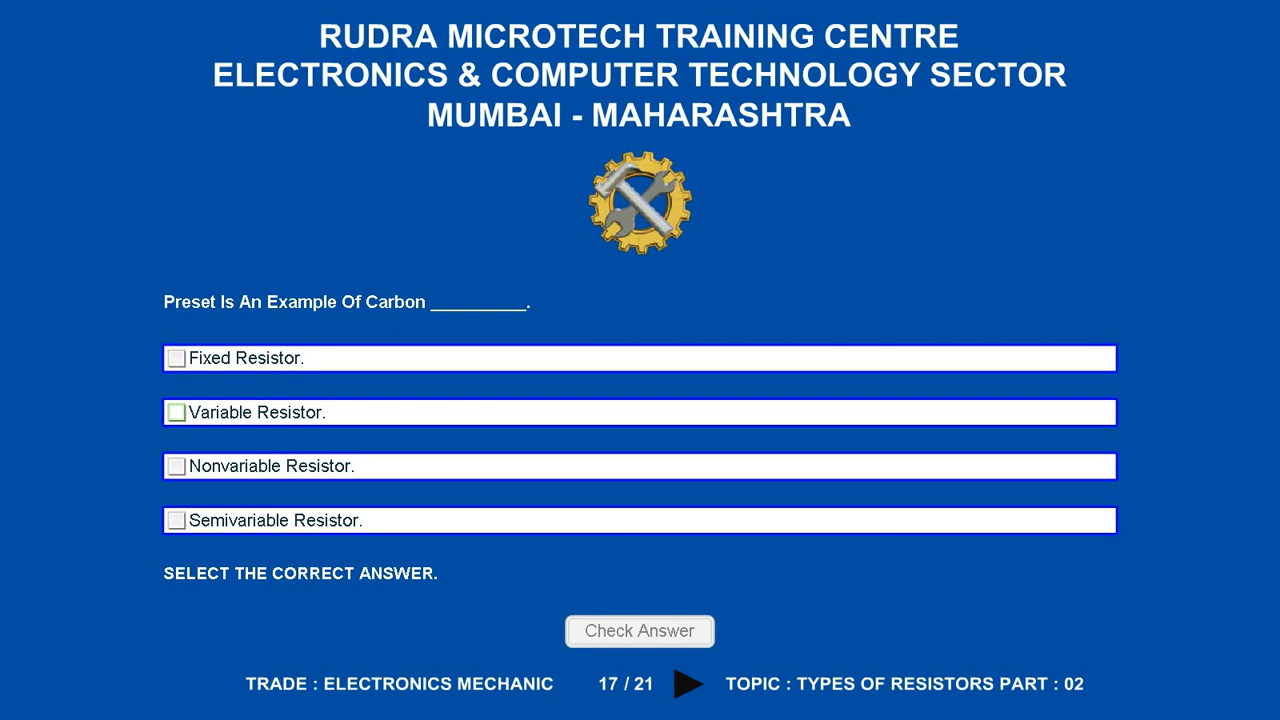 RUDRA MICROTECH TRAINING CENTRE
ELECTRONICS & COMPUTER TECHNOLOGY SECTOR
MUMBAI - MAHARASHTRA
Preset Is An Example Of Carbon __________.
Fixed Resistor.
Variable Resistor.
Nonvariable Resistor.
Semivariable Resistor.
SELECT THE CORRECT ANSWER.
Check Answer
TRADE : ELECTRONICS MECHANIC 17 / 21 TOPIC : TYPES OF RESISTORS PART : 02